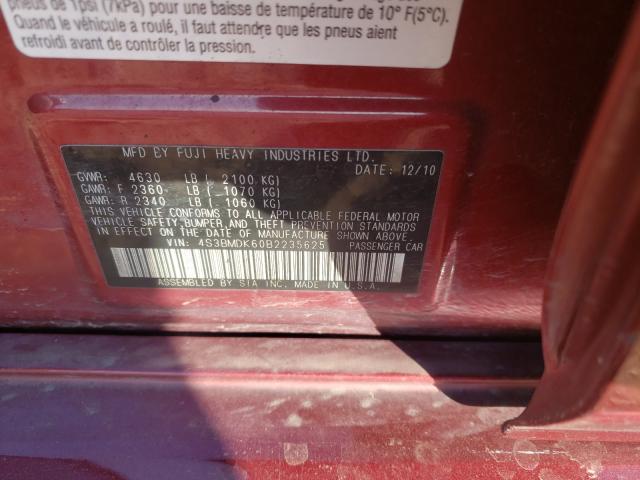 pneus de 1psi (7kPa) pour une baisse de température de 10° F(5°C).
Quand le véhicule a roulé, il faut attendre que les pneus aient
refroidi avant de contrôler la pression.
MFD BY FUJI HEAVY INDUSTRIES LTD.
DATE: 12/10
GVWR: 4630 LB ( 2100 KG)
GAWR: F 2360 LB ( 1070 KG)
GAWR: R 2340 LB ( 1060 KG)
THIS VEHICLE CONFORMS TO ALL APPLICABLE FEDERAL MOTOR
VEHICLE SAFETY, BUMPER, AND THEFT PREVENTION STANDARDS
IN EFFECT ON THE DATE OF MANUFACTURE SHOWN ABOVE.
VIN: 4S3BMDK60B2235625
PASSENGER CAR
ASSEMBLED BY SIA INC. MADE IN U.S.A.